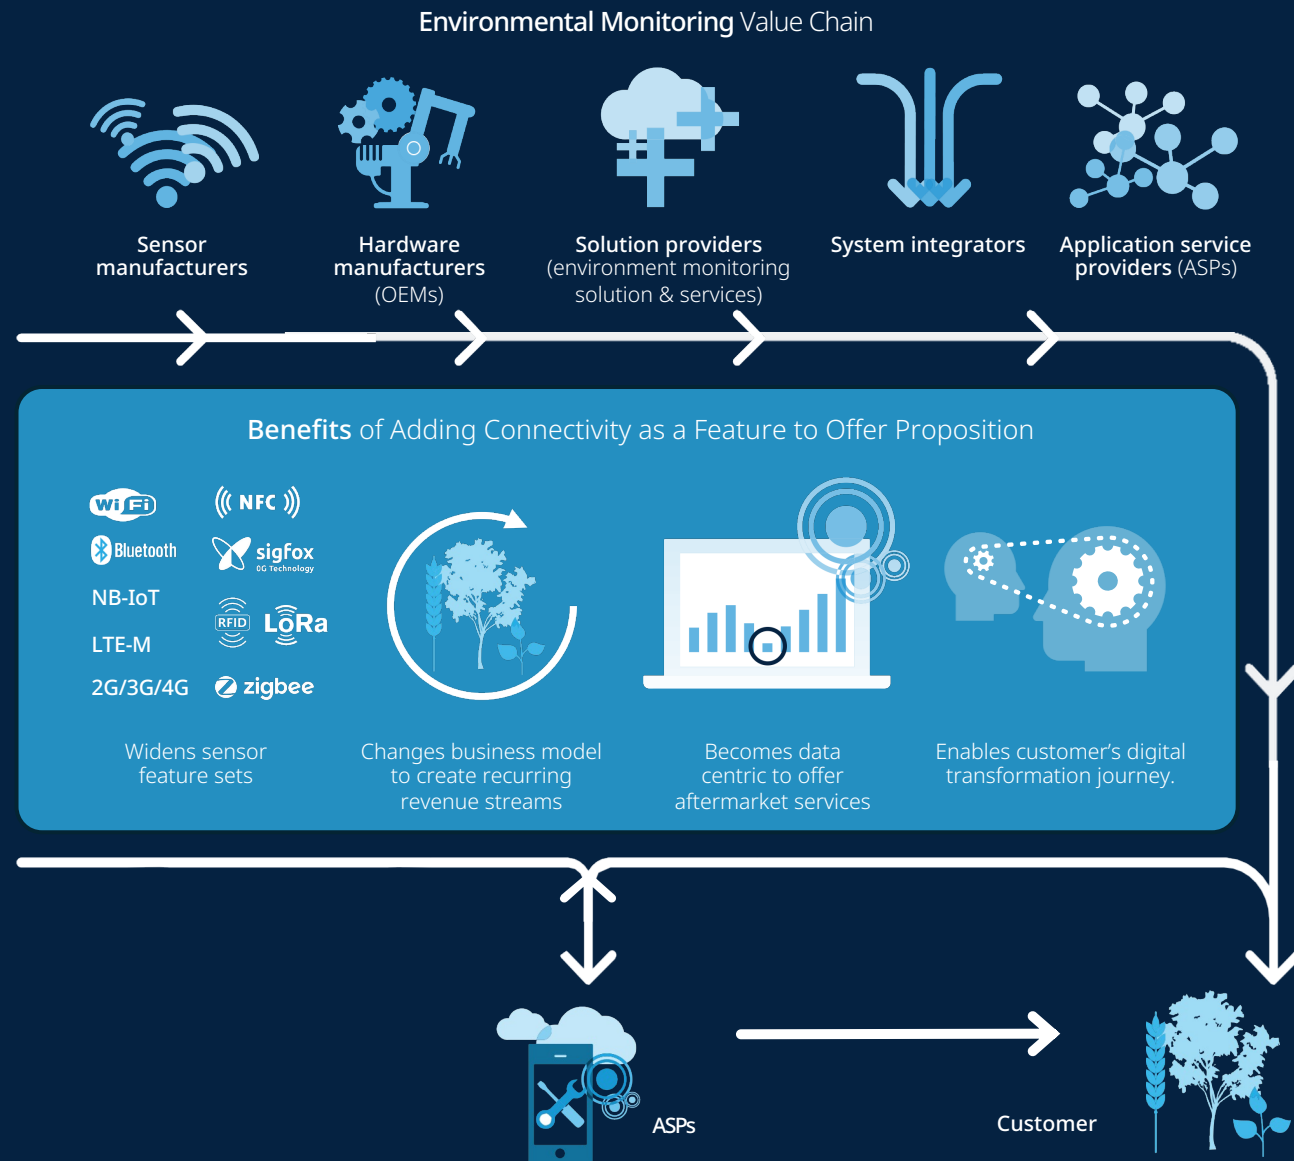 Environmental Monitoring Value Chain
Sensor
manufacturers
Hardware
manufacturers
(OEMs)
Solution providers
(environment monitoring
solution & services)
System integrators
Application service
providers (ASPs)
Benefits of Adding Connectivity as a Feature to Offer Proposition
WiFi
NFC
Bluetooth
sigfox
0G Technology
NB-IoT
RFID
LoRa
LTE-M
2G/3G/4G
zigbee
Widens sensor
feature sets
Changes business model
to create recurring
revenue streams
Becomes data
centric to offer
aftermarket services
Enables customer’s digital
transformation journey.
ASPs
Customer